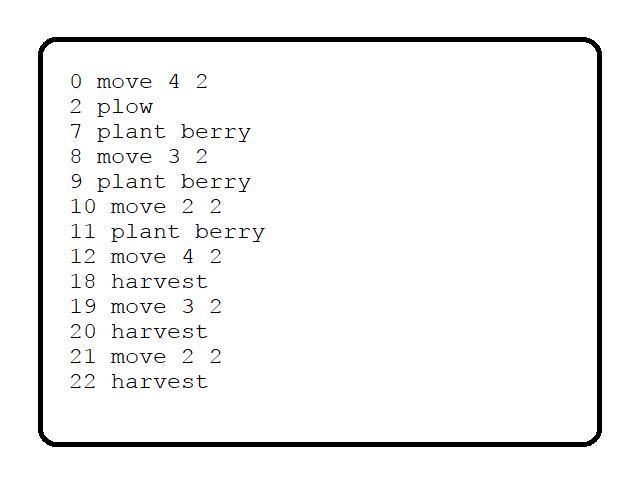 0 move 4 2
2 plow
7 plant berry
8 move 3 2
9 plant berry
10 move 2 2
11 plant berry
12 move 4 2
18 harvest
19 move 3 2
20 harvest
21 move 2 2
22 harvest